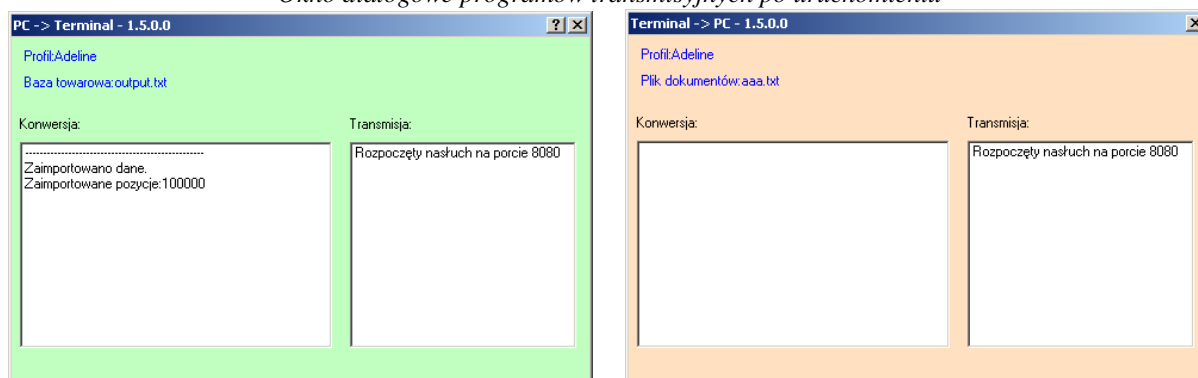 Okno dialogowe programów transmisyjnych po uruchomieniu
PC -> Terminal - 1.5.0.0
Profil:Adeline
Baza towarowa:output.txt
Konwersja:
Transmisja:
--------------------------------------------------
Zaimportowano dane.
Zaimportowane pozycje:100000
Rozpoczęty nasłuch na porcie 8080
Terminal -> PC - 1.5.0.0
Profil:Adeline
Plik dokumentów:aaa.txt
Konwersja:
Transmisja:
Rozpoczęty nasłuch na porcie 8080